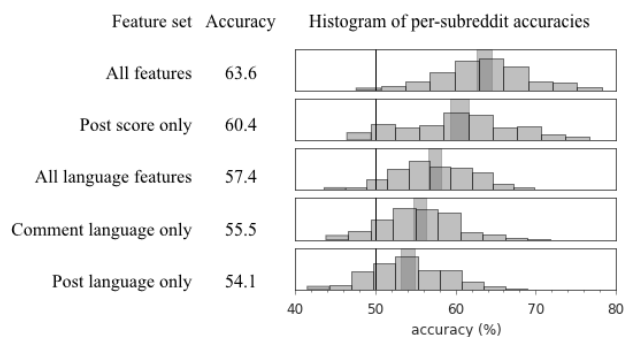 Feature set Accuracy Histogram of per-subreddit accuracies
All features 63.6
Post score only 60.4
All language features 57.4
Comment language only 55.5
Post language only 54.1
40 50 60 70 80
accuracy (%)